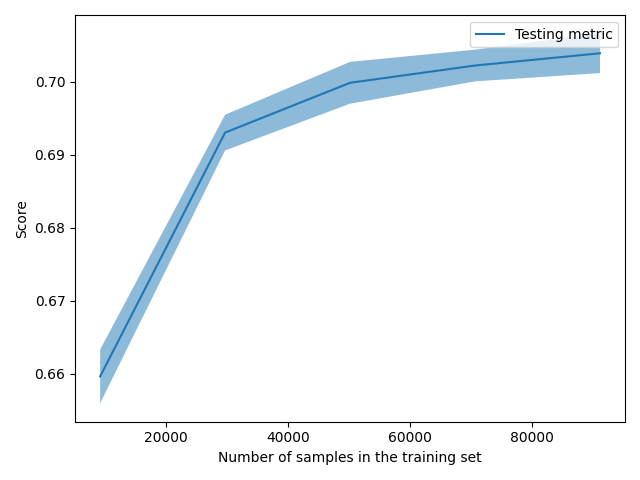 Testing metric
0.70
0.69
0.68
0.67
0.66
Score
20000 40000 60000 80000
Number of samples in the training set